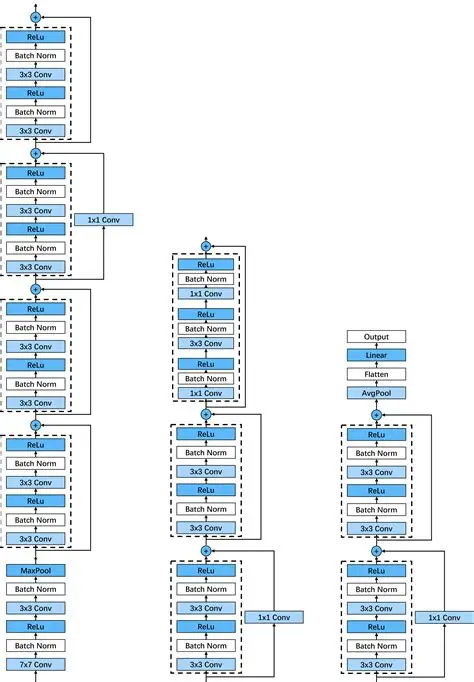 +
ReLu
Batch Norm
3x3 Conv
ReLu
Batch Norm
3x3 Conv
+
ReLu
Batch Norm
3x3 Conv
1x1 Conv
ReLu
Batch Norm
3x3 Conv
+
ReLu
Batch Norm
3x3 Conv
ReLu
Batch Norm
3x3 Conv
+
ReLu
Batch Norm
3x3 Conv
ReLu
Batch Norm
3x3 Conv
MaxPool
Batch Norm
3x3 Conv
ReLu
Batch Norm
7x7 Conv
+
ReLu
Batch Norm
1x1 Conv
ReLu
Batch Norm
3x3 Conv
ReLu
Batch Norm
1x1 Conv
+
ReLu
Batch Norm
3x3 Conv
ReLu
Batch Norm
3x3 Conv
+
ReLu
Batch Norm
3x3 Conv
1x1 Conv
ReLu
Batch Norm
3x3 Conv
Output
Linear
Flatten
AvgPool
+
ReLu
Batch Norm
3x3 Conv
ReLu
Batch Norm
3x3 Conv
+
ReLu
Batch Norm
3x3 Conv
1x1 Conv
ReLu
Batch Norm
3x3 Conv